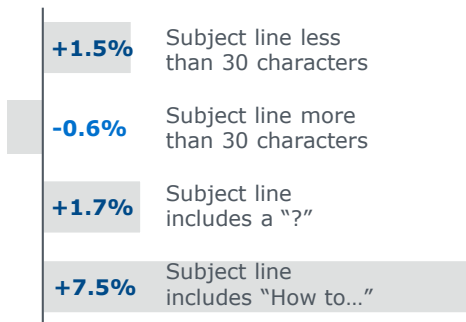 +1.5%
Subject line less
than 30 characters
-0.6%
Subject line more
than 30 characters
+1.7%
Subject line
includes a “?”
+7.5%
Subject line
includes “How to…”